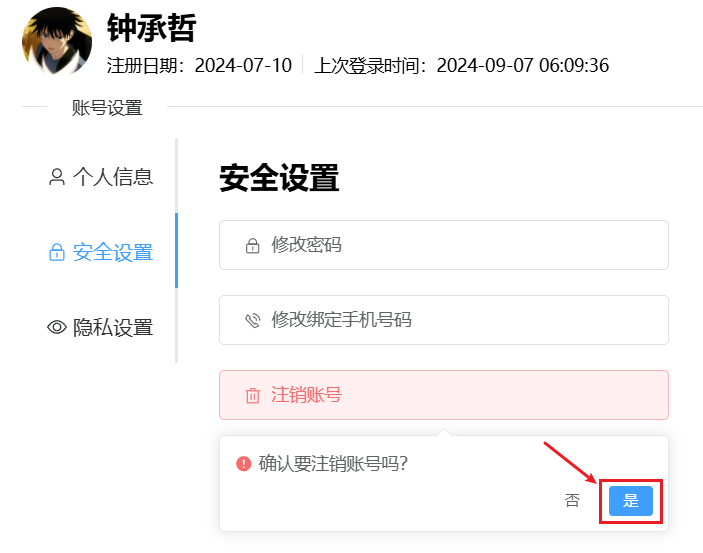 钟承哲
注册日期：2024-07-10 上次登录时间：2024-09-07 06:09:36
账号设置
个人信息
安全设置
隐私设置
安全设置
修改密码
修改绑定手机号码
注销账号
确认要注销账号吗？
否 是